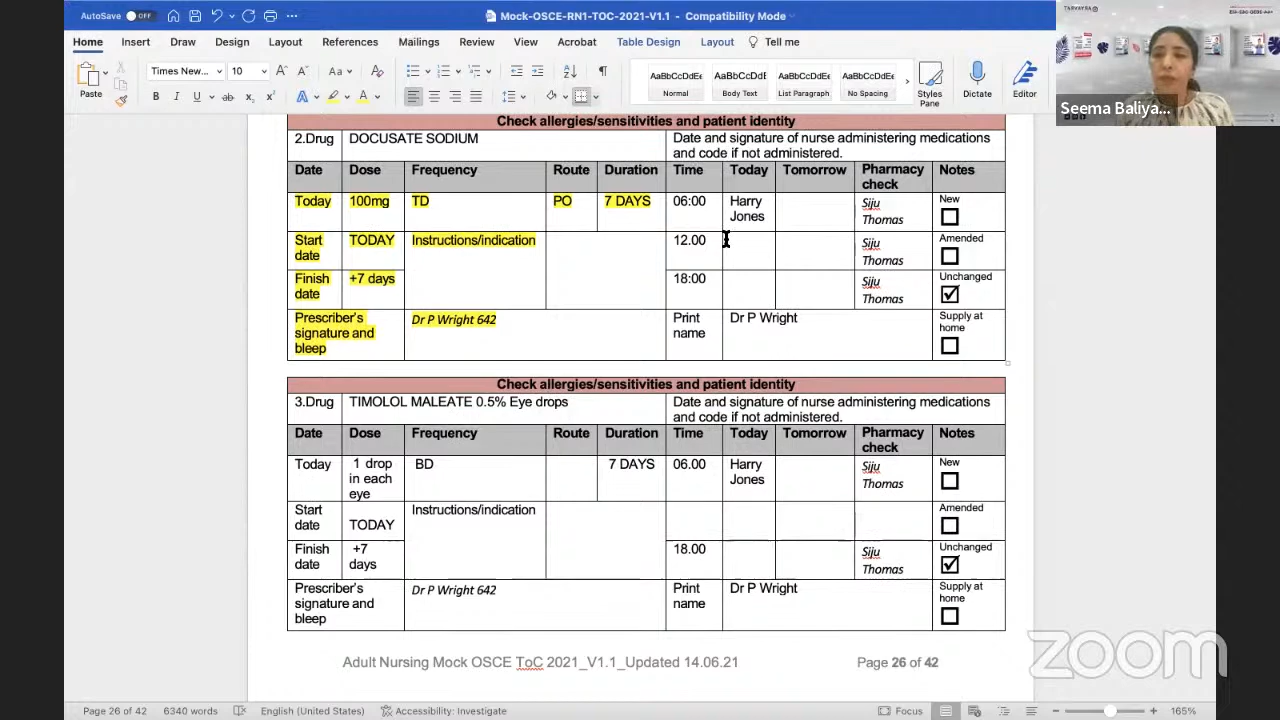 AutoSave OFF
Mock-OSCE-RN1-TOC-2021-V1.1 - Compatibility Mode
Home Insert Draw Design Layout References Mailings Review View Acrobat Table Design Layout Tell me
Paste
Times New... 10
AaBbCcDdEe AaBbCcDdE AaBbCcDdEe AaBbCcDdEe
Normal Body Text List Paragraph No Spacing
Styles Pane
Dictate
Editor
Seema Baliya...
Check allergies/sensitivities and patient identity
2.Drug DOCUSATE SODIUM Date and signature of nurse administering medications
and code if not administered.
Date Dose Frequency Route Duration Time Today Tomorrow Pharmacy check Notes
Today 100mg TD PO 7 DAYS 06:00 Harry Jones Siju Thomas New
Start date TODAY Instructions/indication 12.00 Siju Thomas Amended
Finish date +7 days 18:00 Siju Thomas Unchanged
Prescriber's signature and bleep Dr P Wright 642 Print name Dr P Wright Supply at home
Check allergies/sensitivities and patient identity
3.Drug TIMOLOL MALEATE 0.5% Eye drops Date and signature of nurse administering medications
and code if not administered.
Date Dose Frequency Route Duration Time Today Tomorrow Pharmacy check Notes
Today 1 drop in each eye BD 7 DAYS 06.00 Harry Jones Siju Thomas New
Start date TODAY Instructions/indication Amended
Finish date +7 days 18.00 Siju Thomas Unchanged
Prescriber's signature and bleep Dr P Wright 642 Print name Dr P Wright Supply at home
Adult Nursing Mock OSCE ToC 2021_V1.1_Updated 14.06.21 Page 26 of 42
zoom
Page 26 of 42 6340 words English (United States) Accessibility: Investigate Focus 165%